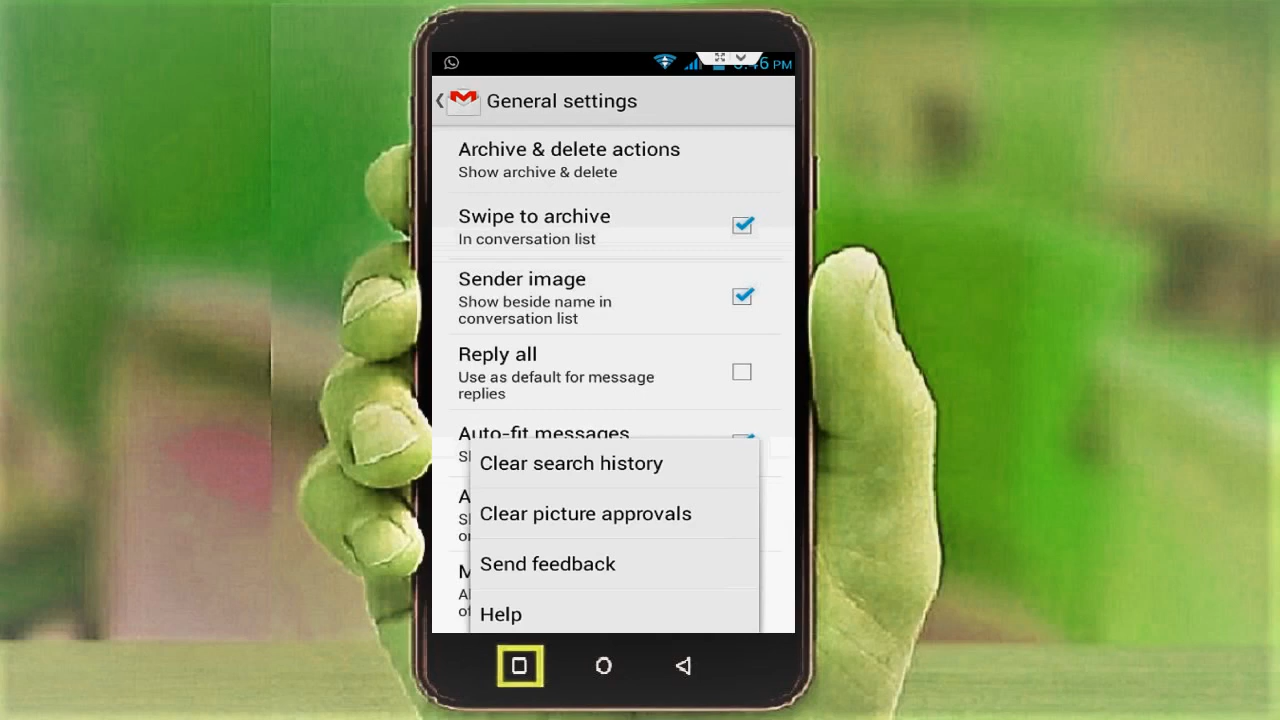 PM
General settings
Archive & delete actions
Show archive & delete
Swipe to archive
In conversation list
Sender image
Show beside name in
conversation list
Reply all
Use as default for message
replies
Auto-fit messages
Clear search history
Clear picture approvals
Send feedback
Help